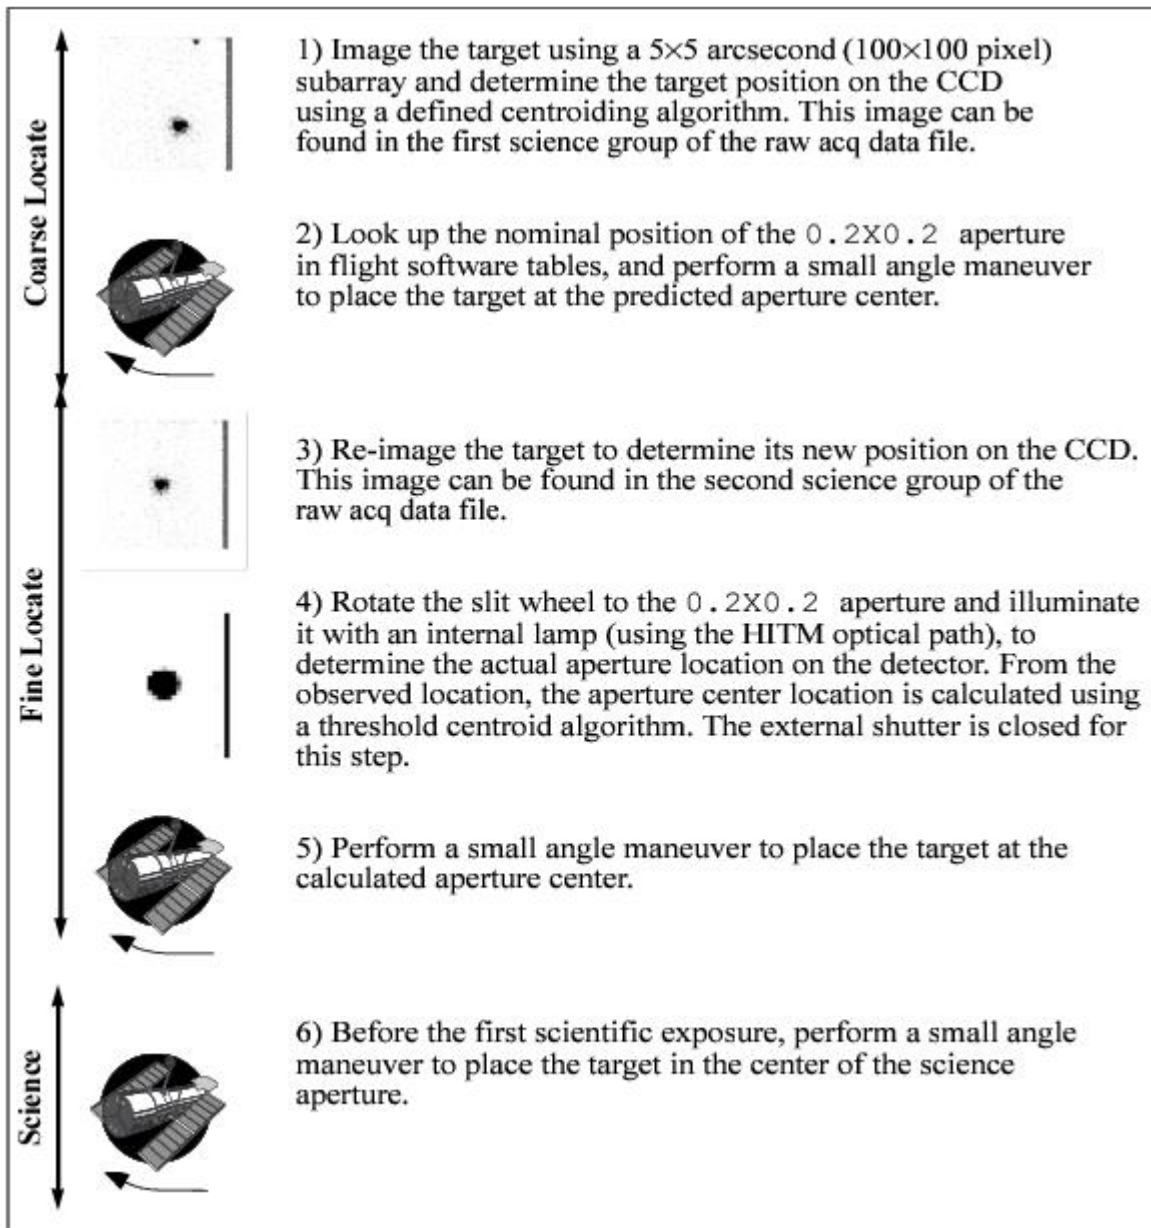 Coarse Locate
1) Image the target using a 5×5 arcsecond (100×100 pixel)
subarray and determine the target position on the CCD
using a defined centroiding algorithm. This image can be
found in the first science group of the raw acq data file.
2) Look up the nominal position of the 0.2X0.2 aperture
in flight software tables, and perform a small angle maneuver
to place the target at the predicted aperture center.
Fine Locate
3) Re-image the target to determine its new position on the CCD.
This image can be found in the second science group of the
raw acq data file.
4) Rotate the slit wheel to the 0.2X0.2 aperture and illuminate
it with an internal lamp (using the HITM optical path), to
determine the actual aperture location on the detector. From the
observed location, the aperture center location is calculated using
a threshold centroid algorithm. The external shutter is closed for
this step.
5) Perform a small angle maneuver to place the target at the
calculated aperture center.
Science
6) Before the first scientific exposure, perform a small angle
maneuver to place the target in the center of the science
aperture.